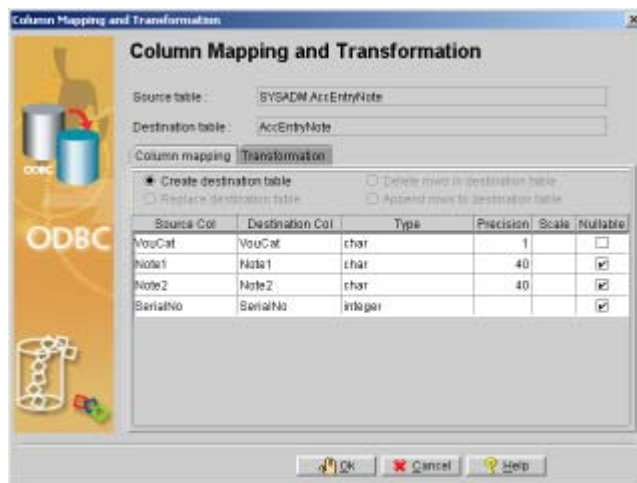 Column Mapping and Transformation
Column Mapping and Transformation
Source table : SYSADM.AccEntryNote
Destination table : AccEntryNote
Column mapping Transformation
Create destination table Delete rows in destination table
Replace destination table Append rows to destination table
Source Col Destination Col Type Precision Scale Nullable
VouCat VouCat char 1
Note1 Note1 char 40
Note2 Note2 char 40
SerialNo SerialNo integer
ODBC
ODBC
Ok Cancel Help